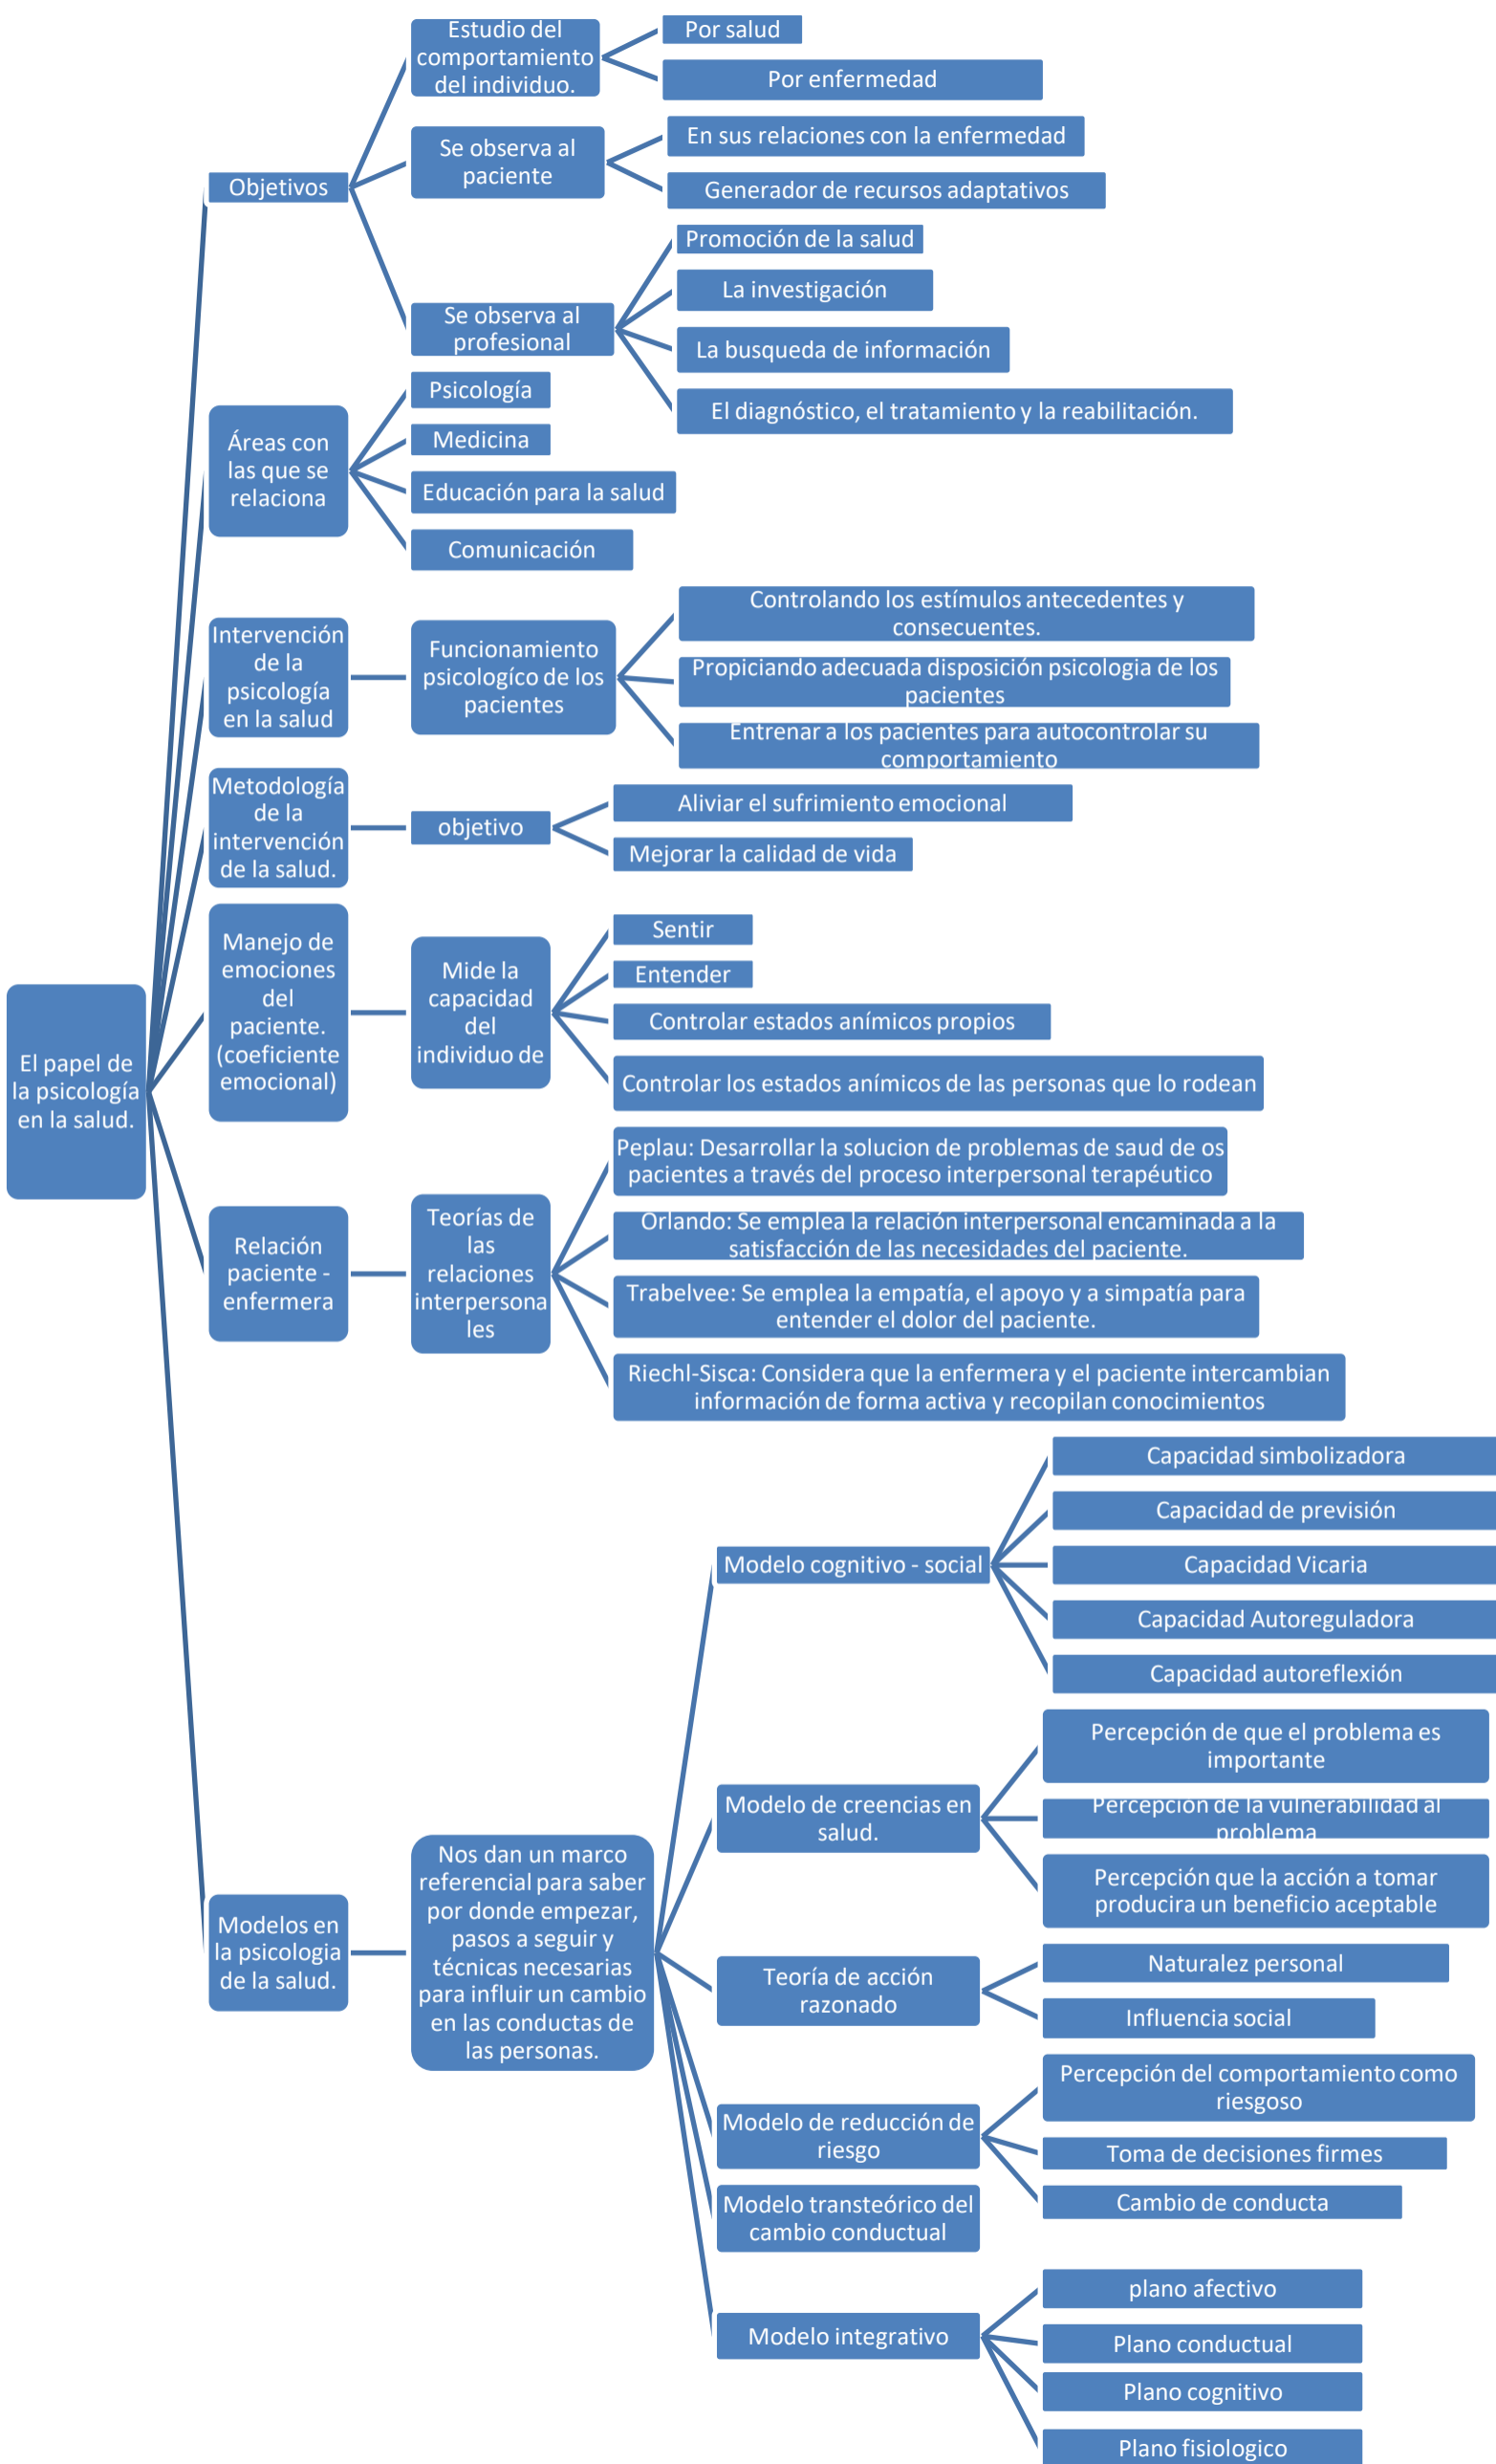 El papel de
la psicología
en la salud.
Objetivos
Estudio del
comportamiento
del individuo.
Por salud
Por enfermedad
Se observa al
paciente
En sus relaciones con la enfermedad
Generador de recursos adaptativos
Se observa al
profesional
Promoción de la salud
La investigación
La busqueda de información
El diagnóstico, el tratamiento y la reabilitación.
Áreas con
las que se
relaciona
Psicología
Medicina
Educación para la salud
Comunicación
Intervención
de la
psicología
en la salud
Funcionamiento
psicologíco de los
pacientes
Controlando los estímulos antecedentes y
consecuentes.
Propiciando adecuada disposición psicologia de los
pacientes
Entrenar a los pacientes para autocontrolar su
comportamiento
Metodología
de la
intervención
de la salud.
objetivo
Aliviar el sufrimiento emocional
Mejorar la calidad de vida
Manejo de
emociones
del
paciente.
(coeficiente
emocional)
Mide la
capacidad
del
individuo de
Sentir
Entender
Controlar estados anímicos propios
Controlar los estados anímicos de las personas que lo rodean
Relación
paciente -
enfermera
Teorías de
las
relaciones
interpersona
les
Peplau: Desarrollar la solucion de problemas de saud de os
pacientes a través del proceso interpersonal terapéutico
Orlando: Se emplea la relación interpersonal encaminada a la
satisfacción de las necesidades del paciente.
Trabelvee: Se emplea la empatía, el apoyo y a simpatía para
entender el dolor del paciente.
Riechl-Sisca: Considera que la enfermera y el paciente intercambian
información de forma activa y recopilan conocimientos
Modelos en
la psicologia
de la salud.
Nos dan un marco
referencial para saber
por donde empezar,
pasos a seguir y
técnicas necesarias
para influir un cambio
en las conductas de
las personas.
Modelo cognitivo - social
Capacidad simbolizadora
Capacidad de previsión
Capacidad Vicaria
Capacidad Autoreguladora
Capacidad autoreflexión
Modelo de creencias en
salud.
Percepción de que el problema es
importante
Percepción de la vulnerabilidad al
problema
Percepción que la acción a tomar
producira un beneficio aceptable
Teoría de acción
razonado
Naturalez personal
Influencia social
Modelo de reducción de
riesgo
Percepción del comportamiento como
riesgoso
Toma de decisiones firmes
Cambio de conducta
Modelo transteórico del
cambio conductual
Modelo integrativo
plano afectivo
Plano conductual
Plano cognitivo
Plano fisiologico